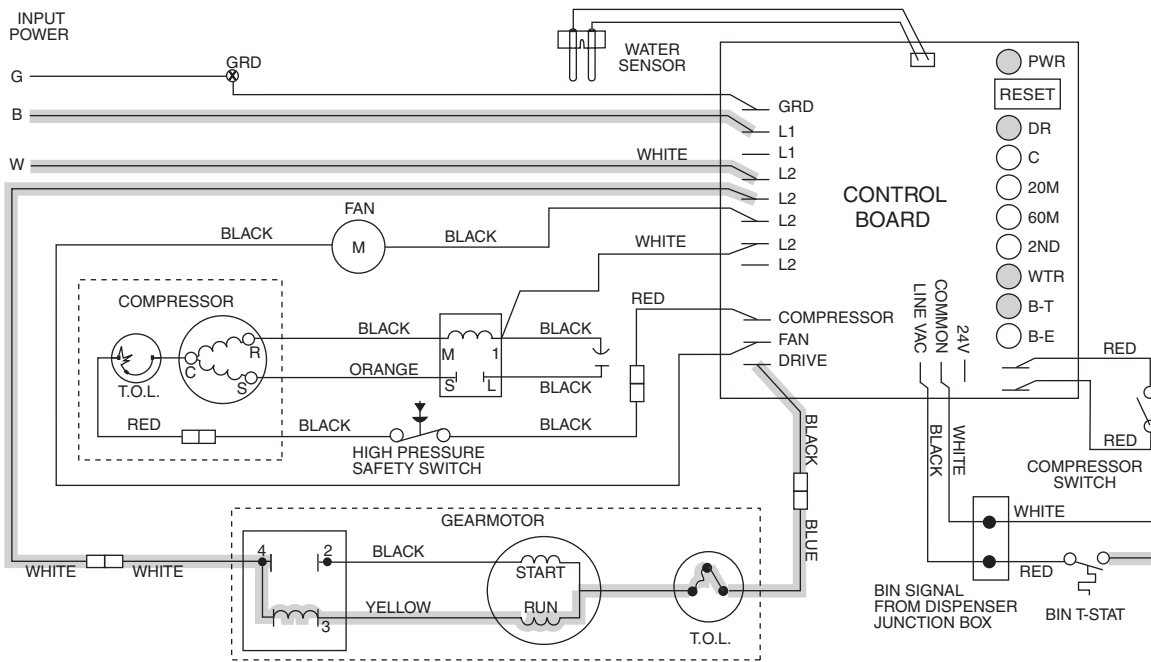 INPUT
POWER
G
GRD
B
W
WHITE
WATER
SENSOR
GRD
L1
L1
L2
L2
L2
L2
L2
CONTROL
BOARD
PWR
RESET
DR
C
20M
60M
2ND
WTR
B-T
B-E
FAN
M
BLACK
BLACK
WHITE
COMPRESSOR
T.O.L.
C
R
S
BLACK
ORANGE
M
1
S
L
BLACK
BLACK
RED
RED
BLACK
HIGH PRESSURE
SAFETY SWITCH
BLACK
COMPRESSOR
FAN
DRIVE
LINE VAC
COMMON
24V
RED
RED
COMPRESSOR
SWITCH
BLACK
BLUE
BLACK
WHITE
WHITE
RED
BIN SIGNAL
FROM DISPENSER
JUNCTION BOX
BIN T-STAT
GEARMOTOR
4
2
3
BLACK
START
YELLOW
RUN
T.O.L.
WHITE
WHITE